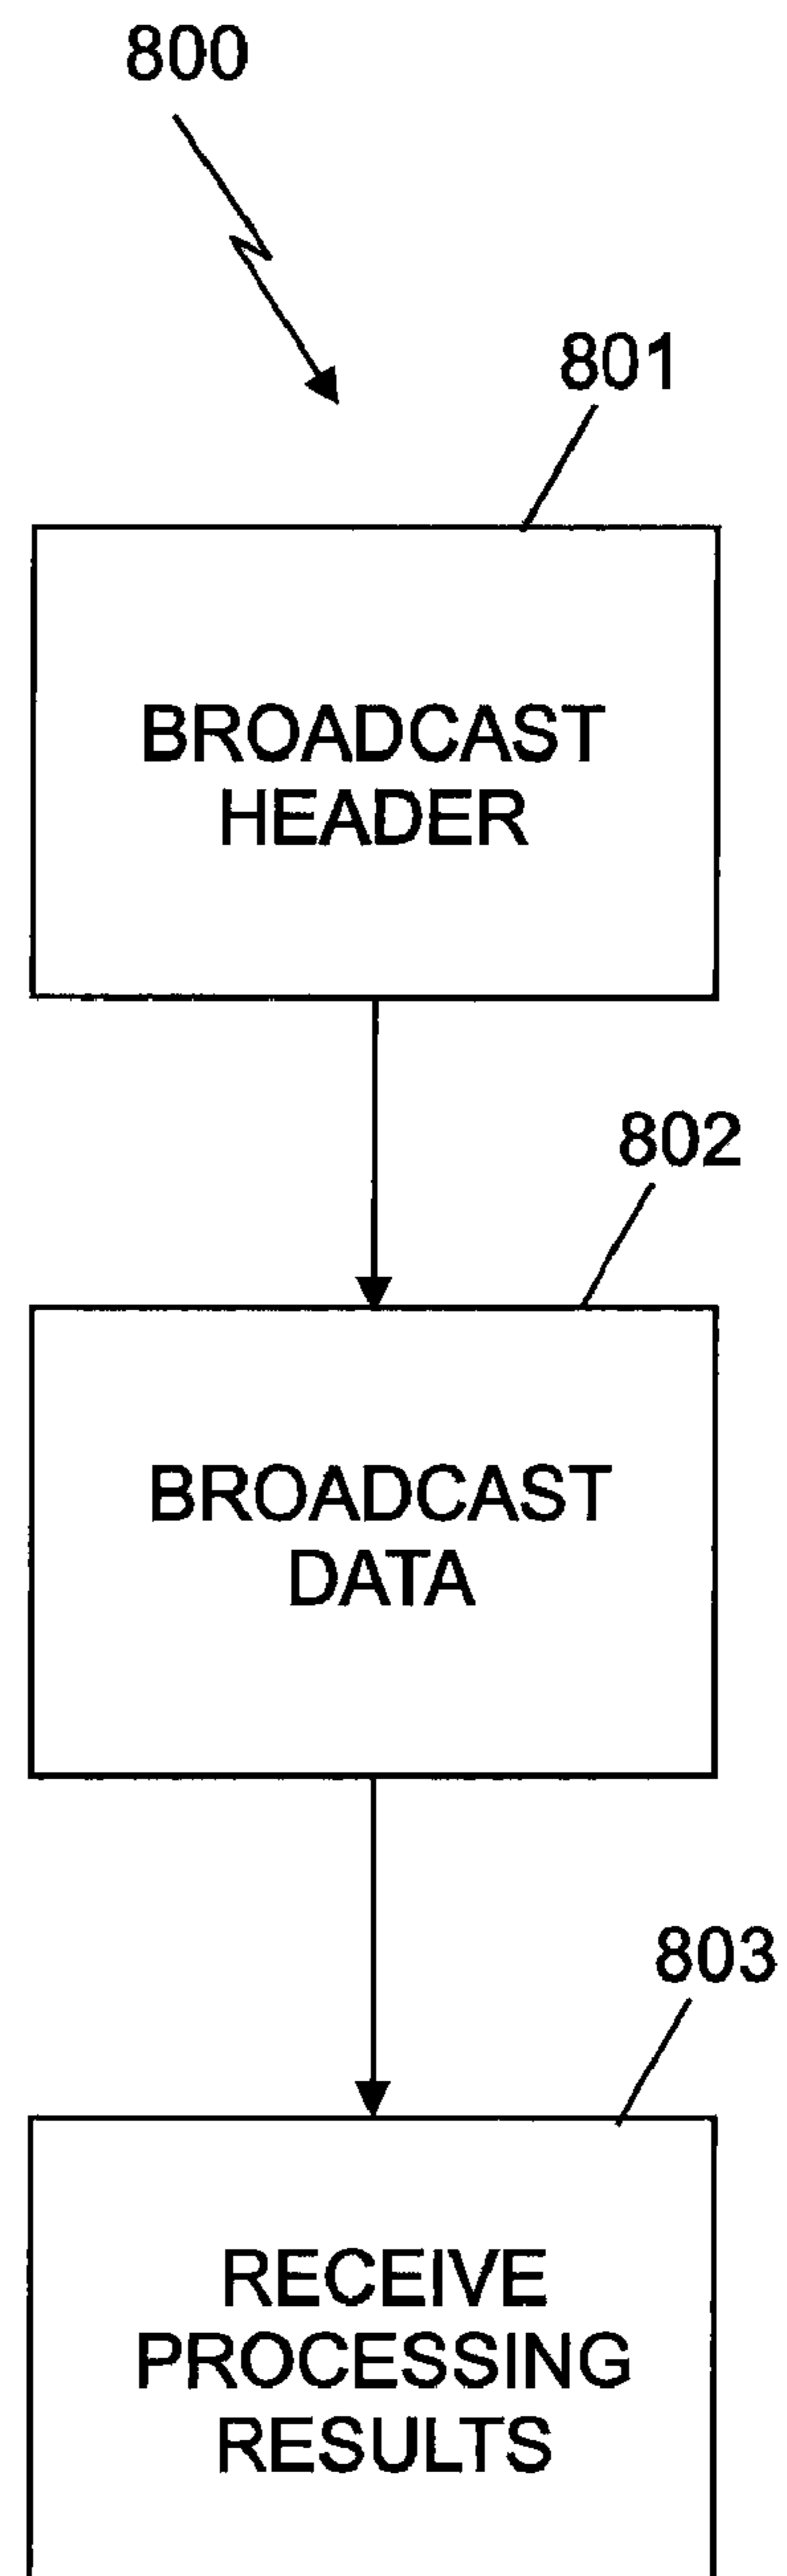 800
801
BROADCAST
HEADER
802
BROADCAST
DATA
803
RECEIVE
PROCESSING
RESULTS